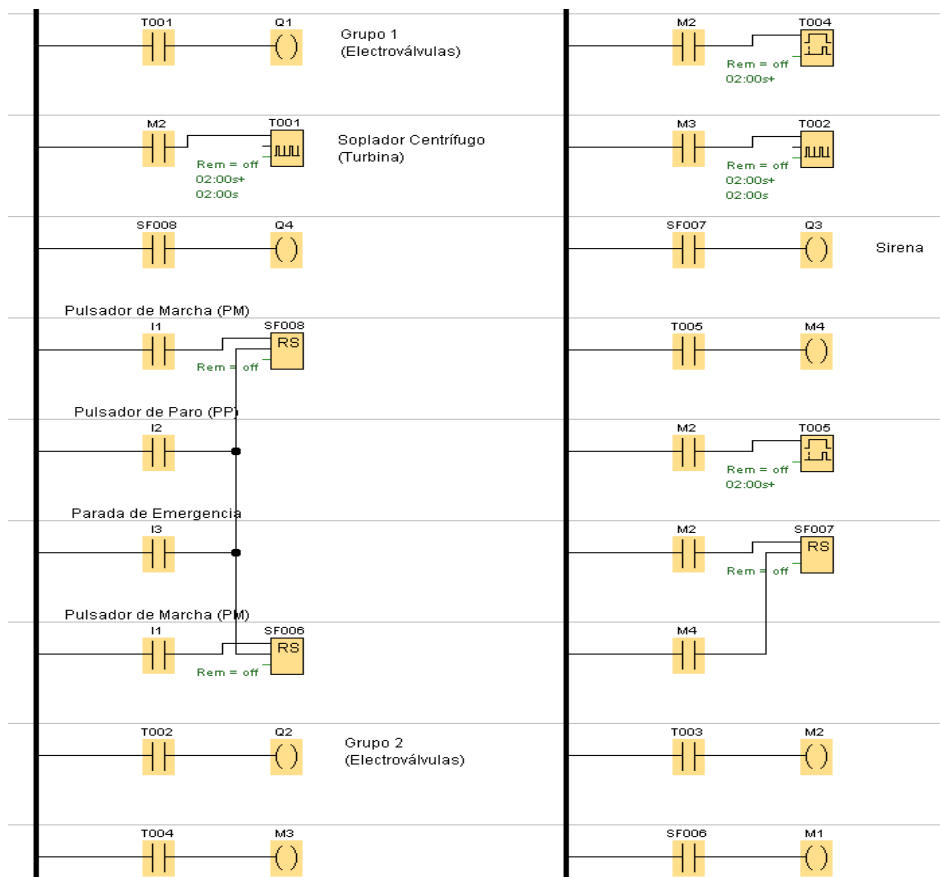 T001 Q1
Grupo 1
(Electroválvulas)
M2 T001
Soplador Centrífugo
(Turbina)
Rem = off
02:00s+
02:00s
SF008 Q4
Pulsador de Marcha (PM)
I1 SF008
RS
Rem = off
Pulsador de Paro (PP)
I2
Parada de Emergencia
I3
Pulsador de Marcha (PM)
I1 SF006
RS
Rem = off
T002 Q2
Grupo 2
(Electroválvulas)
T004 M3
M2 T004
Rem = off
02:00s+
M3 T002
Rem = off
02:00s+
02:00s
SF007 Q3
Sirena
T005 M4
M2 T005
Rem = off
02:00s+
M2 SF007
RS
Rem = off
M4
T003 M2
SF006 M1